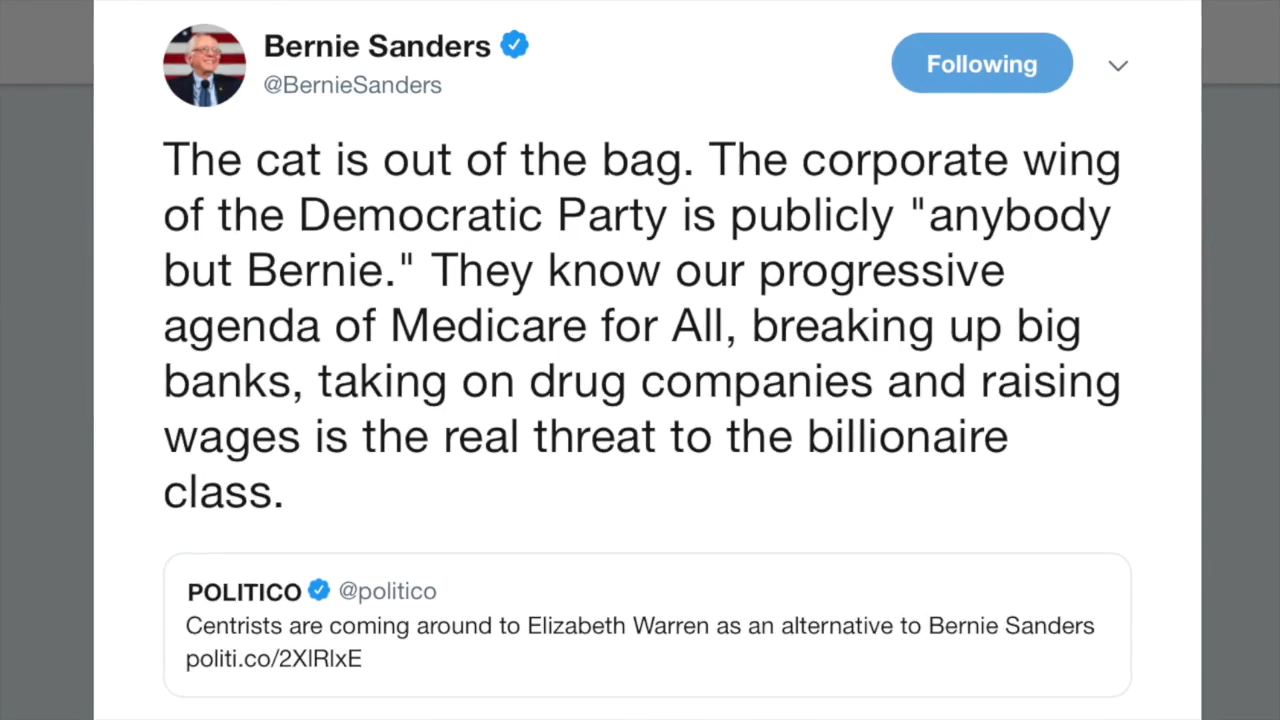 Bernie Sanders
@BernieSanders
Following
The cat is out of the bag. The corporate wing
of the Democratic Party is publicly "anybody
but Bernie." They know our progressive
agenda of Medicare for All, breaking up big
banks, taking on drug companies and raising
wages is the real threat to the billionaire
class.
POLITICO @politico
Centrists are coming around to Elizabeth Warren as an alternative to Bernie Sanders
politi.co/2XIRlxE